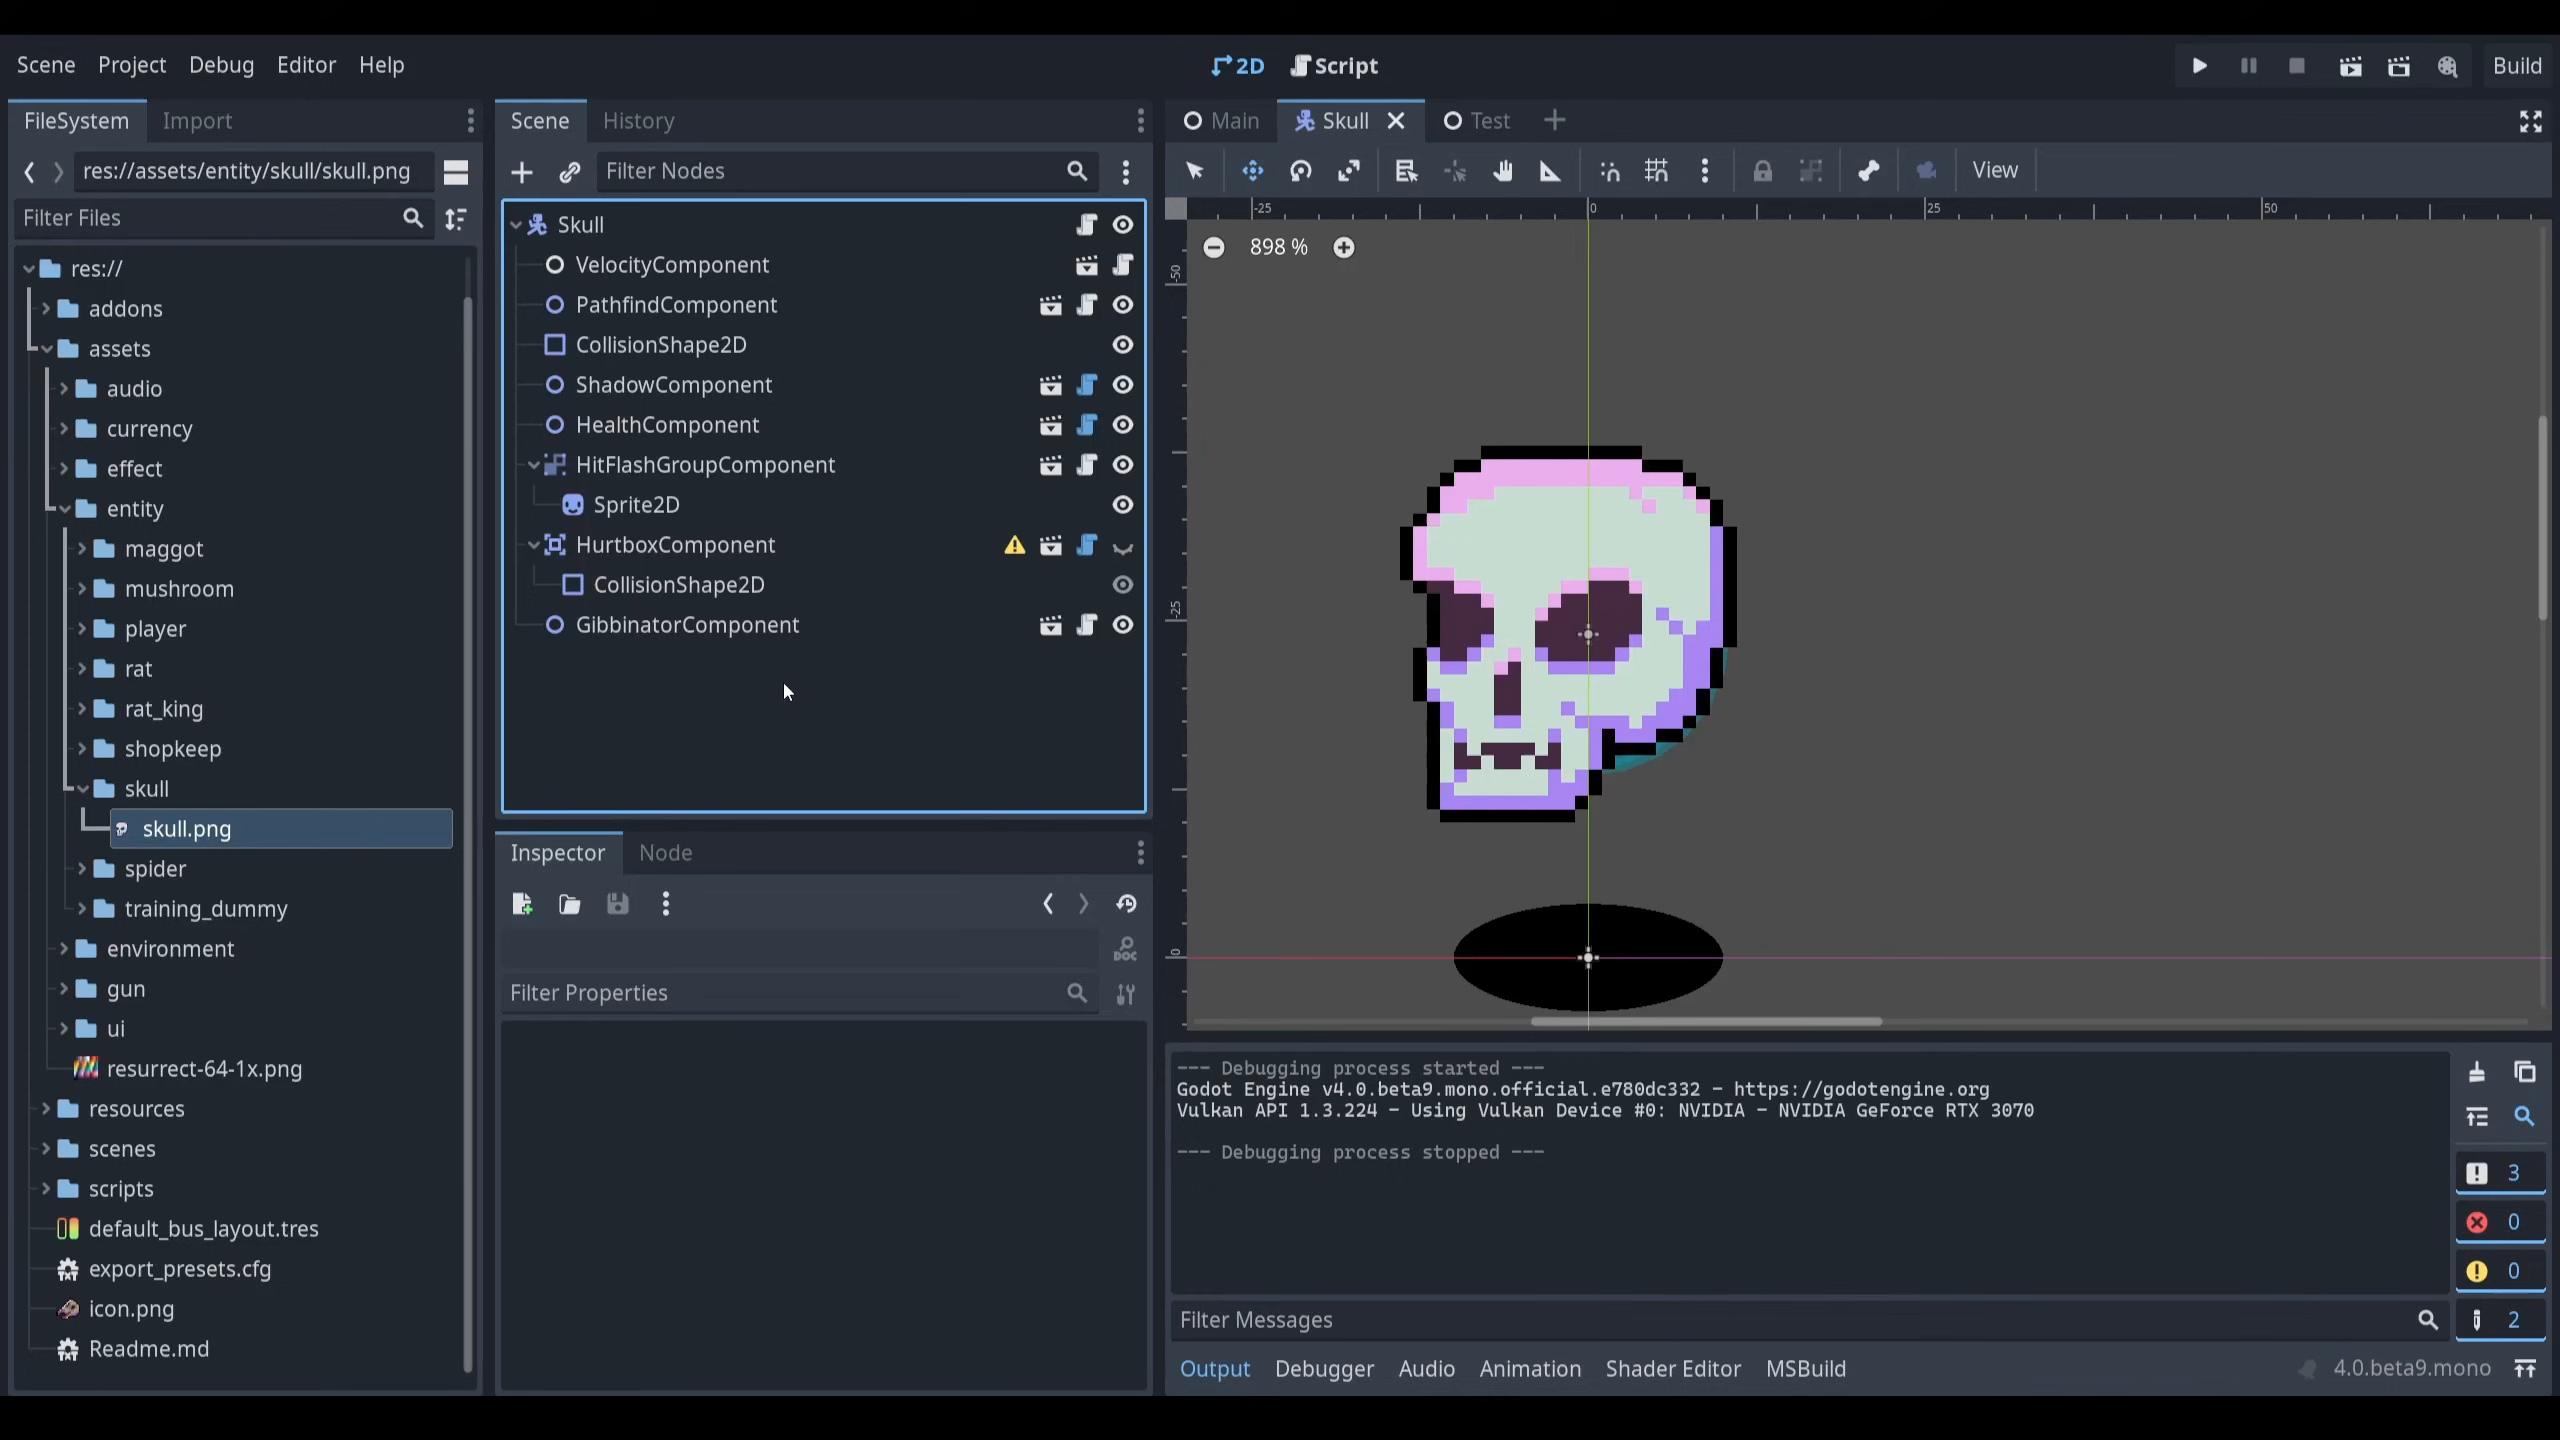 Scene Project Debug Editor Help
2D Script
Build
FileSystem Import
res://assets/entity/skull/skull.png
Filter Files
res://
addons
assets
audio
currency
effect
entity
maggot
mushroom
player
rat
rat_king
shopkeep
skull
skull.png
spider
training_dummy
environment
gun
ui
resurrect-64-1x.png
resources
scenes
scripts
default_bus_layout.tres
export_presets.cfg
icon.png
Readme.md
Scene History
Filter Nodes
Skull
VelocityComponent
PathfindComponent
CollisionShape2D
ShadowComponent
HealthComponent
HitFlashGroupComponent
Sprite2D
HurtboxComponent
CollisionShape2D
GibbinatorComponent
Inspector Node
DOC
Filter Properties
Main Skull Test
View
-25 0 25 50
898 %
-50
-25
0
--- Debugging process started ---
Godot Engine v4.0.beta9.mono.official.e780dc332 - https://godotengine.org
Vulkan API 1.3.224 - Using Vulkan Device #0: NVIDIA - NVIDIA GeForce RTX 3070
--- Debugging process stopped ---
3
0
0
2
Filter Messages
Output Debugger Audio Animation Shader Editor MSBuild
4.0.beta9.mono